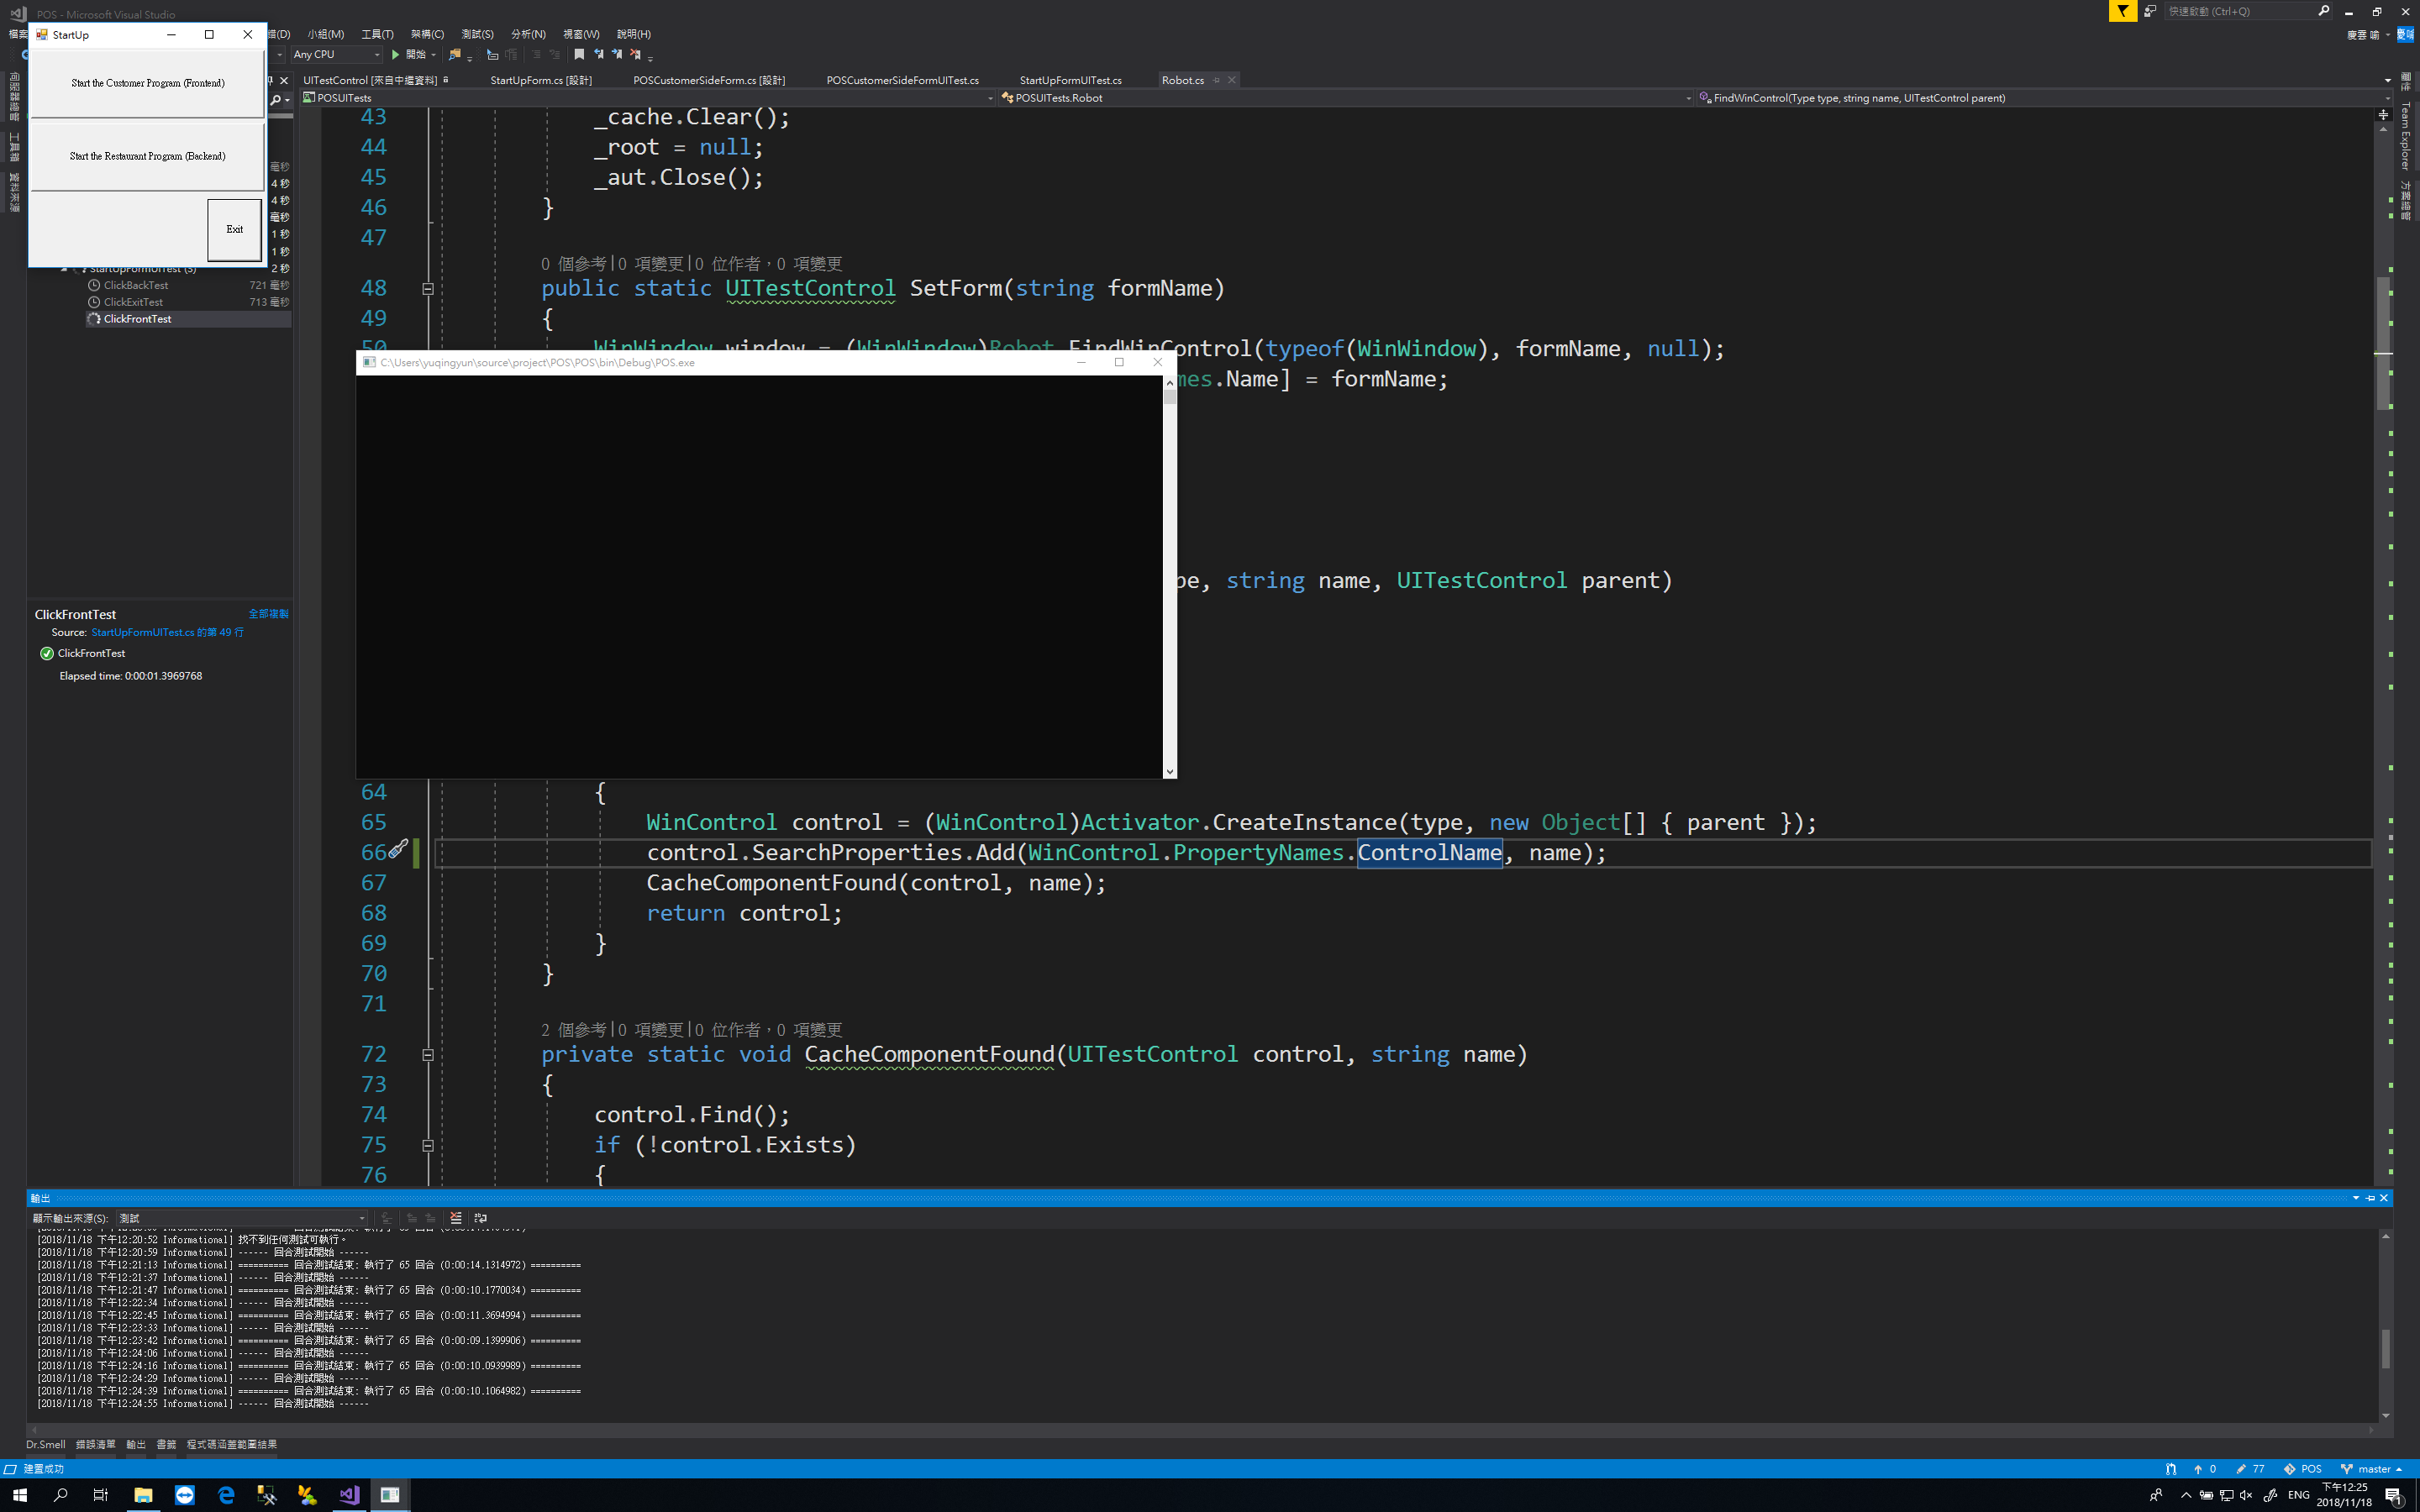 POS - Microsoft Visual Studio
快速啟動 (Ctrl+Q)
StartUp
小組(M) 工具(T) 架構(C) 測試(S) 分析(N) 視窗(W) 說明(H)
慶雲 喻
Any CPU 開始
Start the Customer Program (Frontend)
Start the Restaurant Program (Backend)
Exit
UITestControl [來自中繼資料] StartUpForm.cs [設計] POSCustomerSideForm.cs [設計] POSCustomerSideFormUITest.cs StartUpFormUITest.cs Robot.cs
POSUITests POSUITests.Robot FindWinControl(Type type, string name, UITestControl parent)
Team Explorer
工具箱
毫秒
4 秒
4 秒
毫秒
1 秒
1 秒
StartUpFormUITest (3) 2 秒
ClickBackTest 721 毫秒
ClickExitTest 713 毫秒
ClickFrontTest
43 _cache.Clear();
44 _root = null;
45 _aut.Close();
46 }
47
0 個參考|0 項變更|0 位作者，0 項變更
48 public static UITestControl SetForm(string formName)
49 {
50 WinWindow window = (WinWindow)Robot.FindWinControl(typeof(WinWindow), formName, null);
C:\Users\yuqingyun\source\project\POS\POS\bin\Debug\POS.exe
mes.Name] = formName;
pe, string name, UITestControl parent)
ClickFrontTest 全部複製
Source: StartUpFormUITest.cs 的第 49 行
ClickFrontTest
Elapsed time: 0:00:01.3969768
64 {
65 WinControl control = (WinControl)Activator.CreateInstance(type, new Object[] { parent });
66 control.SearchProperties.Add(WinControl.PropertyNames.ControlName, name);
67 CacheComponentFound(control, name);
68 return control;
69 }
70 }
71
2 個參考|0 項變更|0 位作者，0 項變更
72 private static void CacheComponentFound(UITestControl control, string name)
73 {
74 control.Find();
75 if (!control.Exists)
76 {
輸出
顯示輸出來源(S): 測試
[2018/11/18 下午12:20:52 Informational] 找不到任何測試可執行。
[2018/11/18 下午12:20:59 Informational] ------ 回合測試開始 ------
[2018/11/18 下午12:21:13 Informational] ========== 回合測試結束: 執行了 65 回合 (0:00:14.1314972) ==========
[2018/11/18 下午12:21:37 Informational] ------ 回合測試開始 ------
[2018/11/18 下午12:21:47 Informational] ========== 回合測試結束: 執行了 65 回合 (0:00:10.1770034) ==========
[2018/11/18 下午12:22:34 Informational] ------ 回合測試開始 ------
[2018/11/18 下午12:22:45 Informational] ========== 回合測試結束: 執行了 65 回合 (0:00:11.3694994) ==========
[2018/11/18 下午12:23:33 Informational] ------ 回合測試開始 ------
[2018/11/18 下午12:23:42 Informational] ========== 回合測試結束: 執行了 65 回合 (0:00:09.1399906) ==========
[2018/11/18 下午12:24:06 Informational] ------ 回合測試開始 ------
[2018/11/18 下午12:24:16 Informational] ========== 回合測試結束: 執行了 65 回合 (0:00:10.0939989) ==========
[2018/11/18 下午12:24:29 Informational] ------ 回合測試開始 ------
[2018/11/18 下午12:24:39 Informational] ========== 回合測試結束: 執行了 65 回合 (0:00:10.1064982) ==========
[2018/11/18 下午12:24:55 Informational] ------ 回合測試開始 ------
Dr.Smell 錯誤清單 輸出 書籤 程式碼涵蓋範圍結果
建置成功 0 77 POS master
ENG 下午12:25
2018/11/18